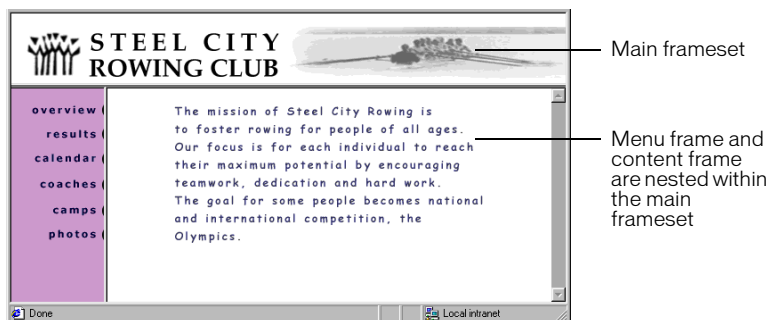 STEEL CITY
ROWING CLUB
Main frameset
overview
results
calendar
coaches
camps
photos
The mission of Steel City Rowing is
to foster rowing for people of all ages.
Our focus is for each individual to reach
their maximum potential by encouraging
teamwork, dedication and hard work.
The goal for some people becomes national
and international competition, the
Olympics.
Menu frame and
content frame
are nested within
the main
frameset
Done
Local intranet